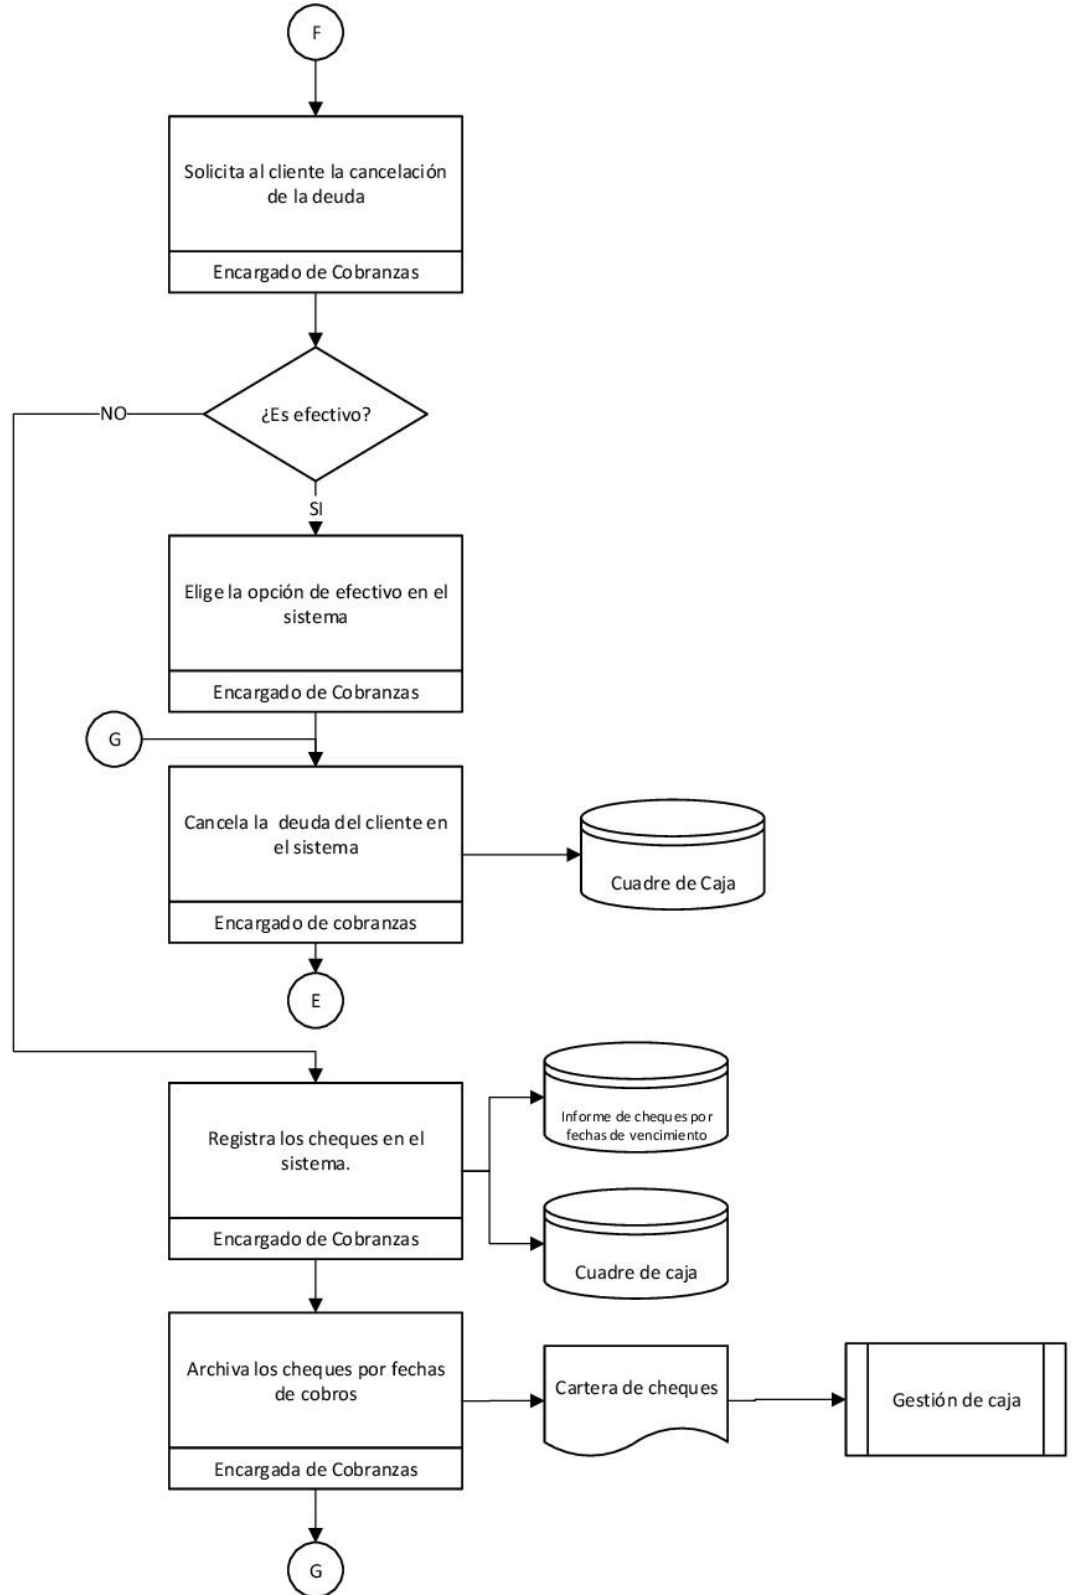 F
Solicita al cliente la cancelación
de la deuda
Encargado de Cobranzas
¿Es efectivo?
NO
SI
Elige la opción de efectivo en el
sistema
Encargado de Cobranzas
G
Cancela la deuda del cliente en
el sistema
Encargado de cobranzas
Cuadre de Caja
E
Registra los cheques en el
sistema.
Encargado de Cobranzas
Informe de cheques por
fechas de vencimiento
Cuadre de caja
Archiva los cheques por fechas
de cobros
Encargada de Cobranzas
Cartera de cheques
Gestión de caja
G